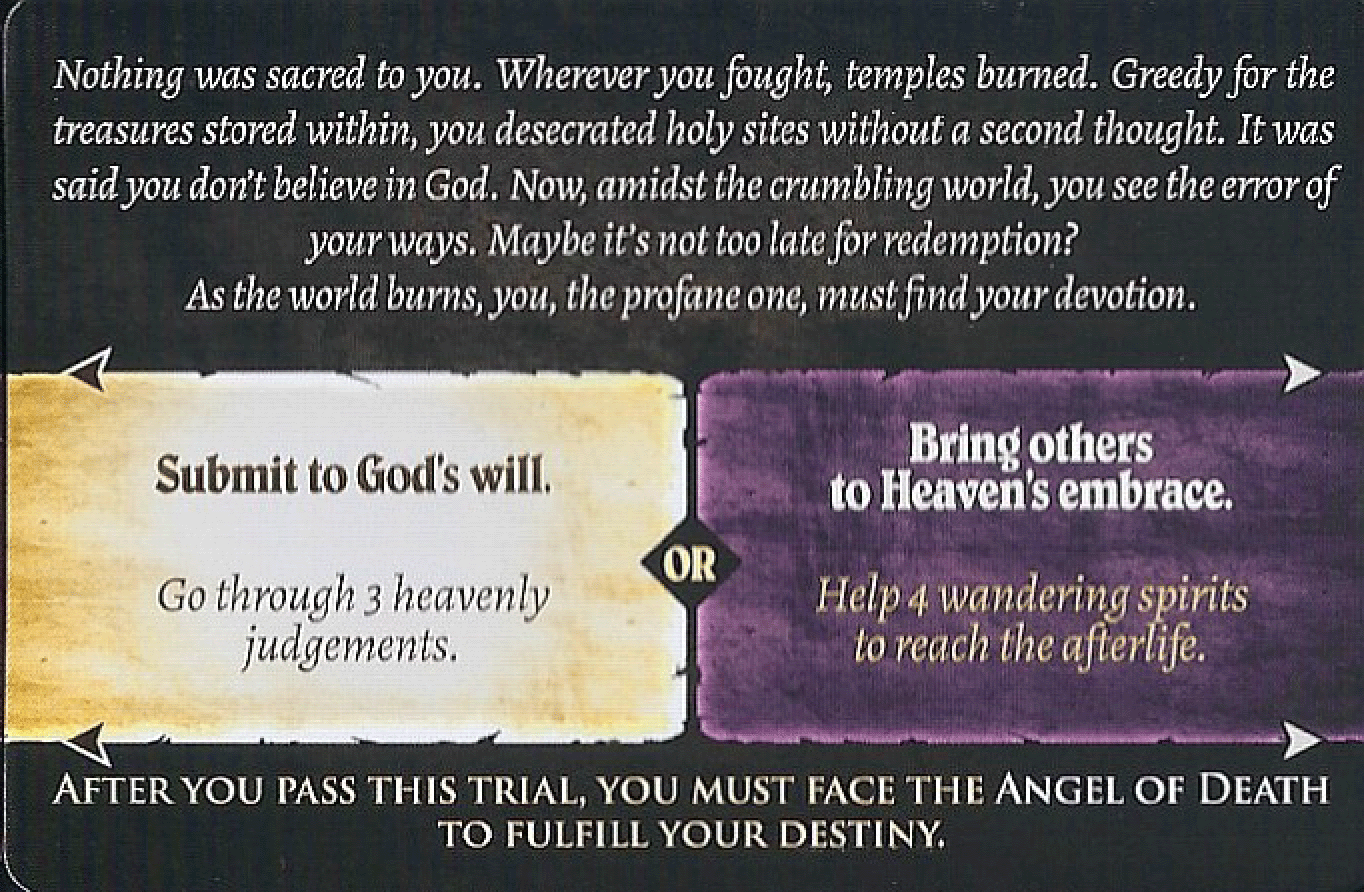 Nothing was sacred to you. Wherever you fought, temples burned. Greedy for the
treasures stored within, you desecrated holy sites without a second thought. It was
said you don't believe in God. Now, amidst the crumbling world, you see the error of
your ways. Maybe it's not too late for redemption?
As the world burns, you, the profane one, must find your devotion.
Submit to God's will.
Go through 3 heavenly
judgements.
OR
Bring others
to Heaven's embrace.
Help 4 wandering spirits
to reach the afterlife.
AFTER YOU PASS THIS TRIAL, YOU MUST FACE THE ANGEL OF DEATH
TO FULFILL YOUR DESTINY.